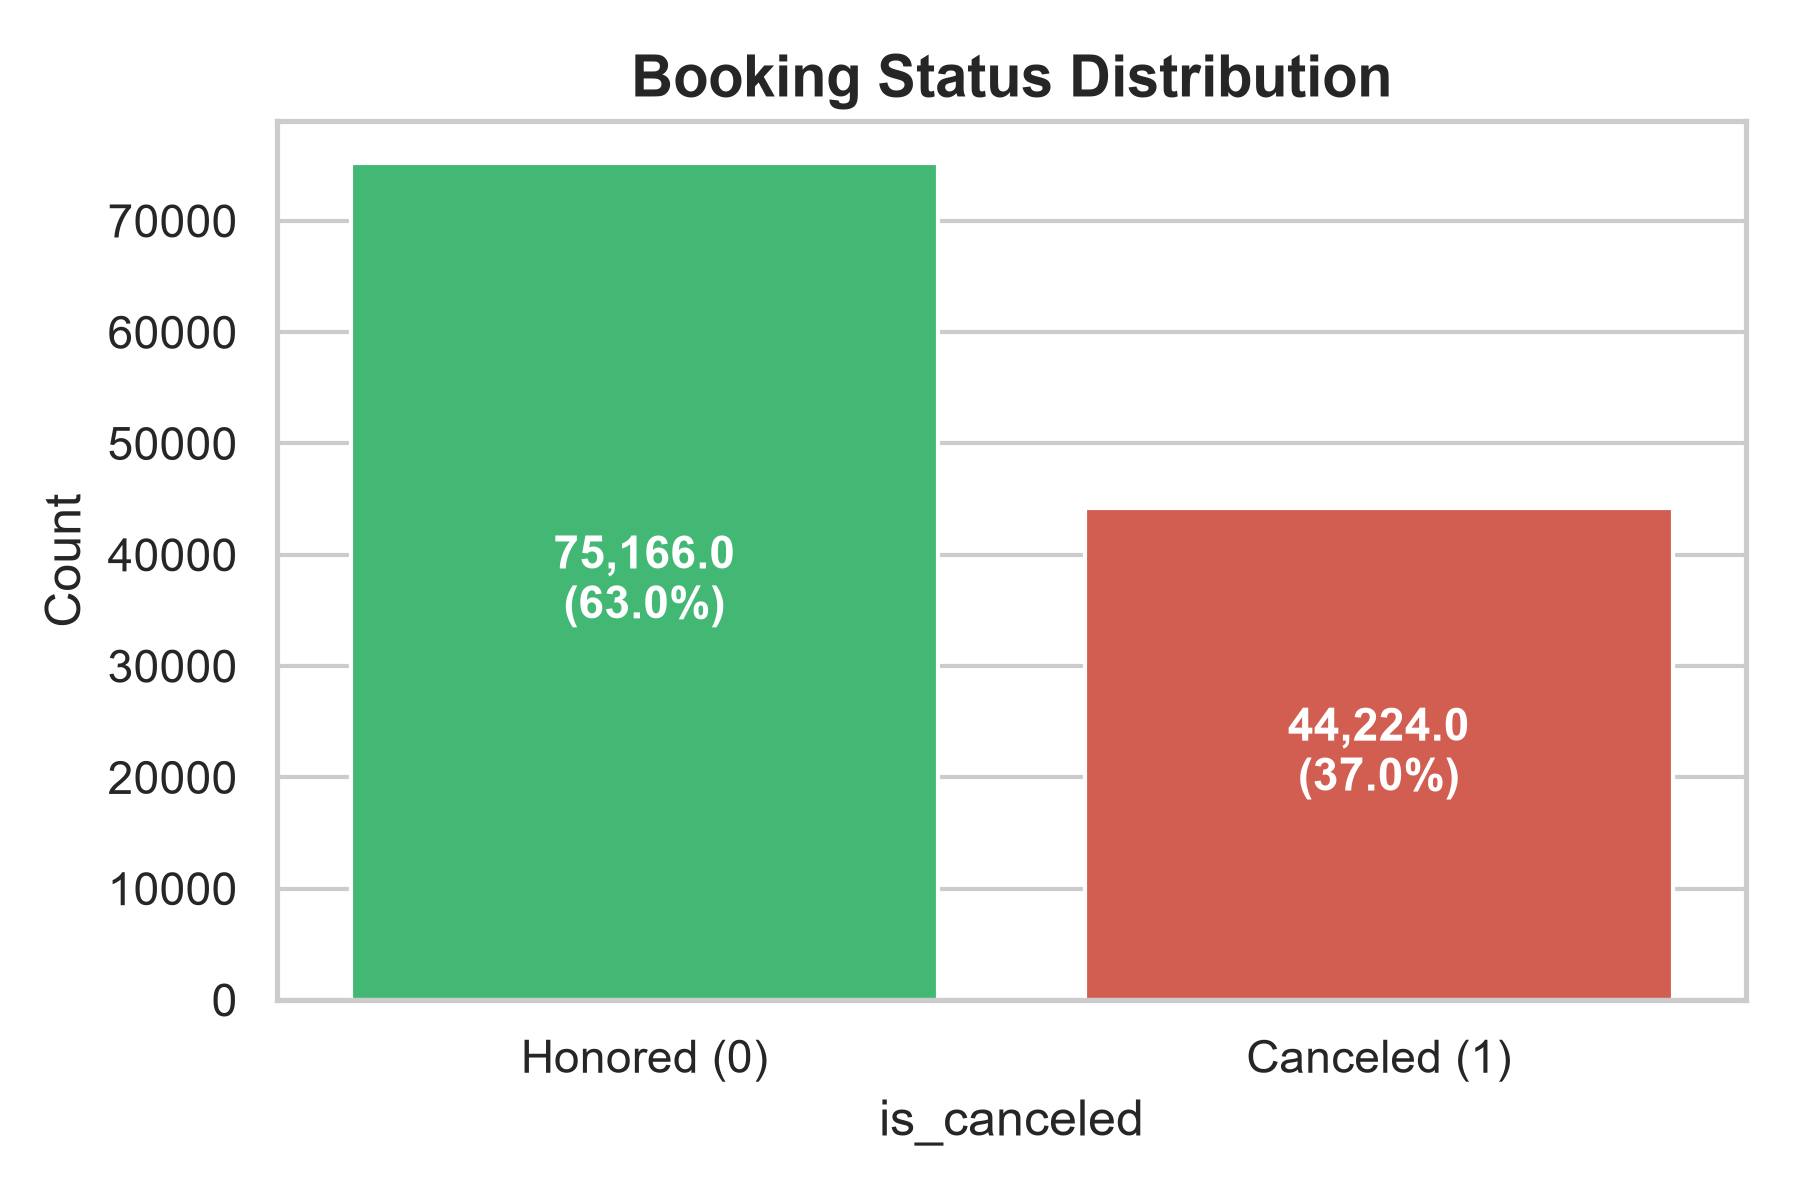 Booking Status Distribution
Count
70000
60000
50000
40000
30000
20000
10000
0
75,166.0
(63.0%)
44,224.0
(37.0%)
Honored (0)
Canceled (1)
is_canceled